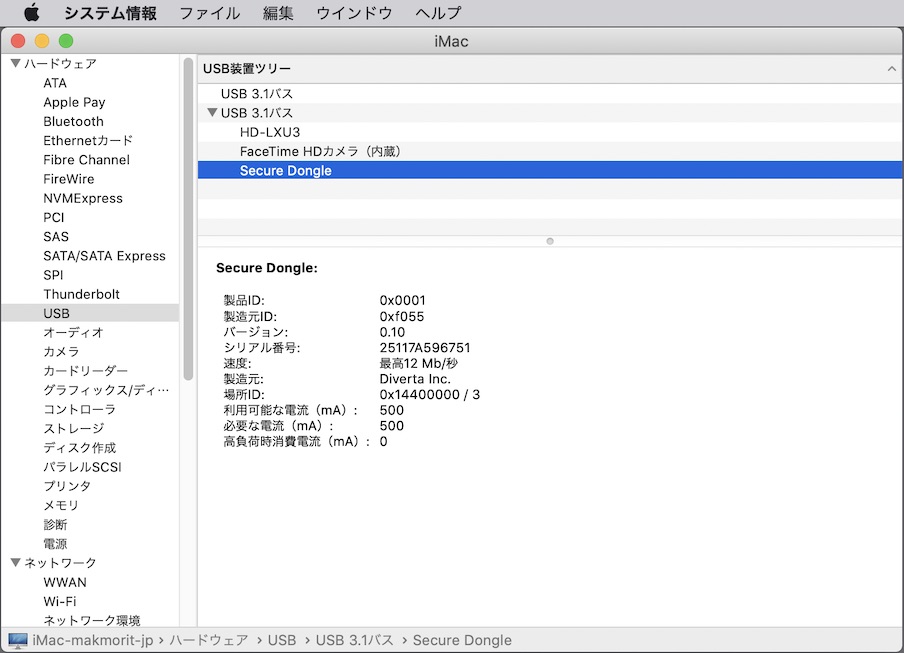 システム情報 ファイル 編集 ウインドウ ヘルプ
iMac
ハードウェア
ATA
Apple Pay
Bluetooth
Ethernetカード
Fibre Channel
FireWire
NVMExpress
PCI
SAS
SATA/SATA Express
SPI
Thunderbolt
USB
オーディオ
カメラ
カードリーダー
グラフィックス/ディ…
コントローラ
ストレージ
ディスク作成
パラレルSCSI
プリンタ
メモリ
診断
電源
ネットワーク
WWAN
Wi-Fi
ネットワーク環境
USB装置ツリー
USB 3.1バス
USB 3.1バス
HD-LXU3
FaceTime HDカメラ（内蔵）
Secure Dongle
Secure Dongle:
製品ID: 0x0001
製造元ID: 0xf055
バージョン: 0.10
シリアル番号: 25117A596751
速度: 最高12 Mb/秒
製造元: Diverta Inc.
場所ID: 0x14400000 / 3
利用可能な電流（mA）: 500
必要な電流（mA）: 500
高負荷時消費電流（mA）: 0
iMac-makmorit-jp › ハードウェア › USB › USB 3.1バス › Secure Dongle